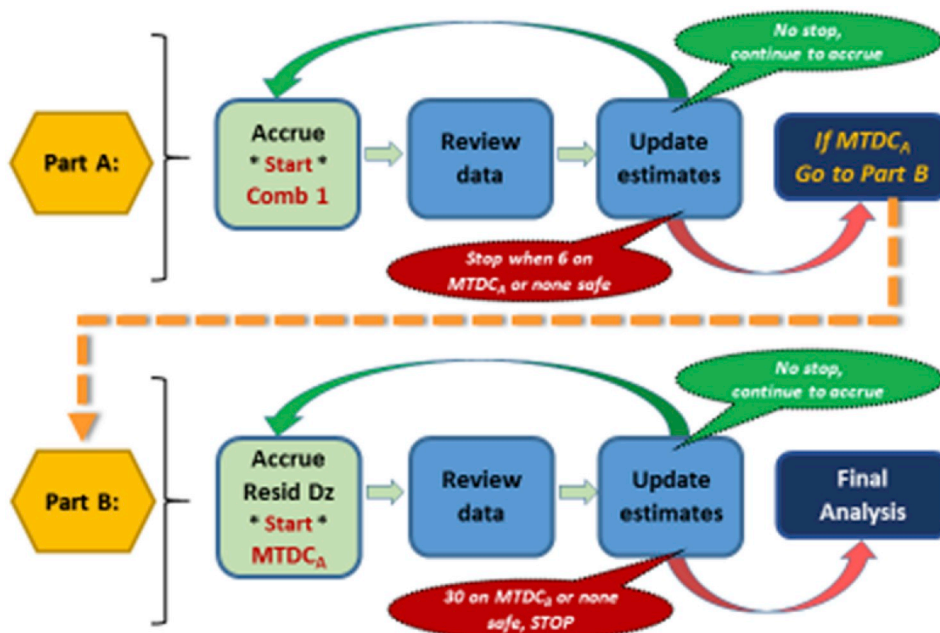 No stop,
continue to accrue
Part A:
Accrue
* Start *
Comb 1
Review
data
Update
estimates
If MTDCA
Go to Part B
Stop when 6 on
MTDCA or none safe
No stop,
continue to accrue
Part B:
Accrue
Resid Dz
* Start *
MTDCA
Review
data
Update
estimates
Final
Analysis
30 on MTDCB or none
safe, STOP